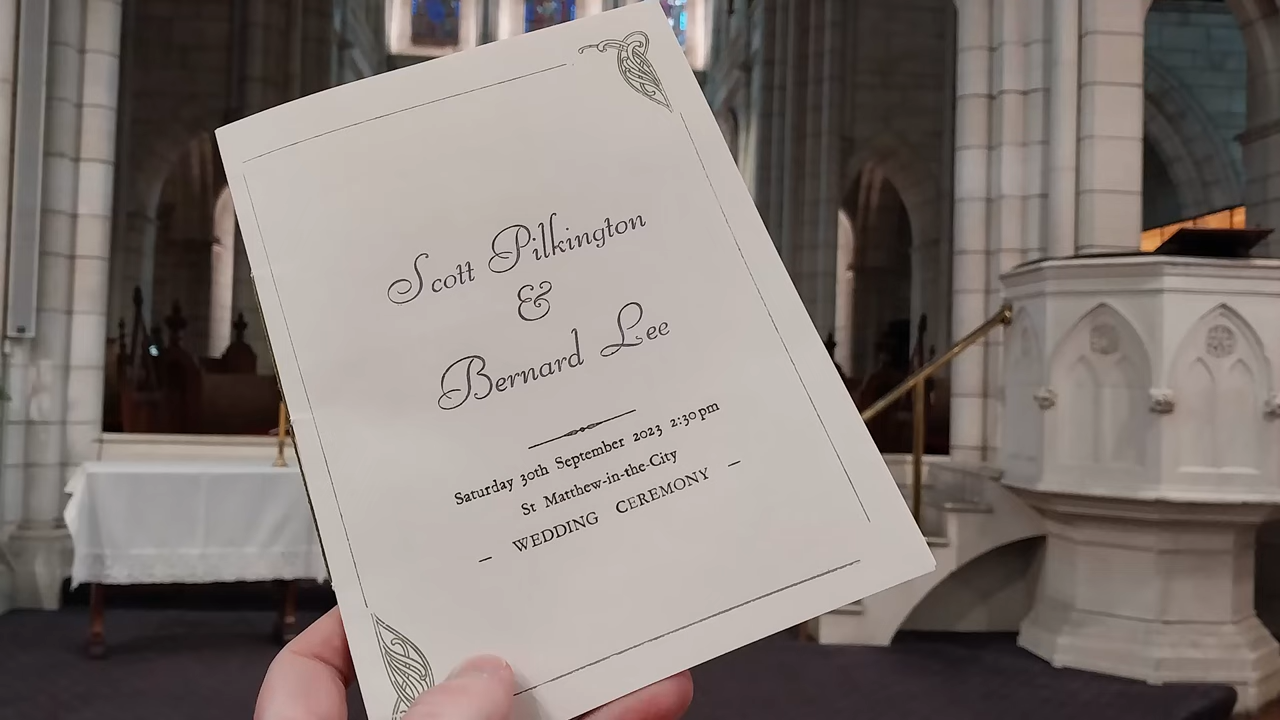 Scott Pilkington
&
Bernard Lee
Saturday 30th September 2023 2:30pm
St Matthew-in-the-City
— WEDDING CEREMONY —